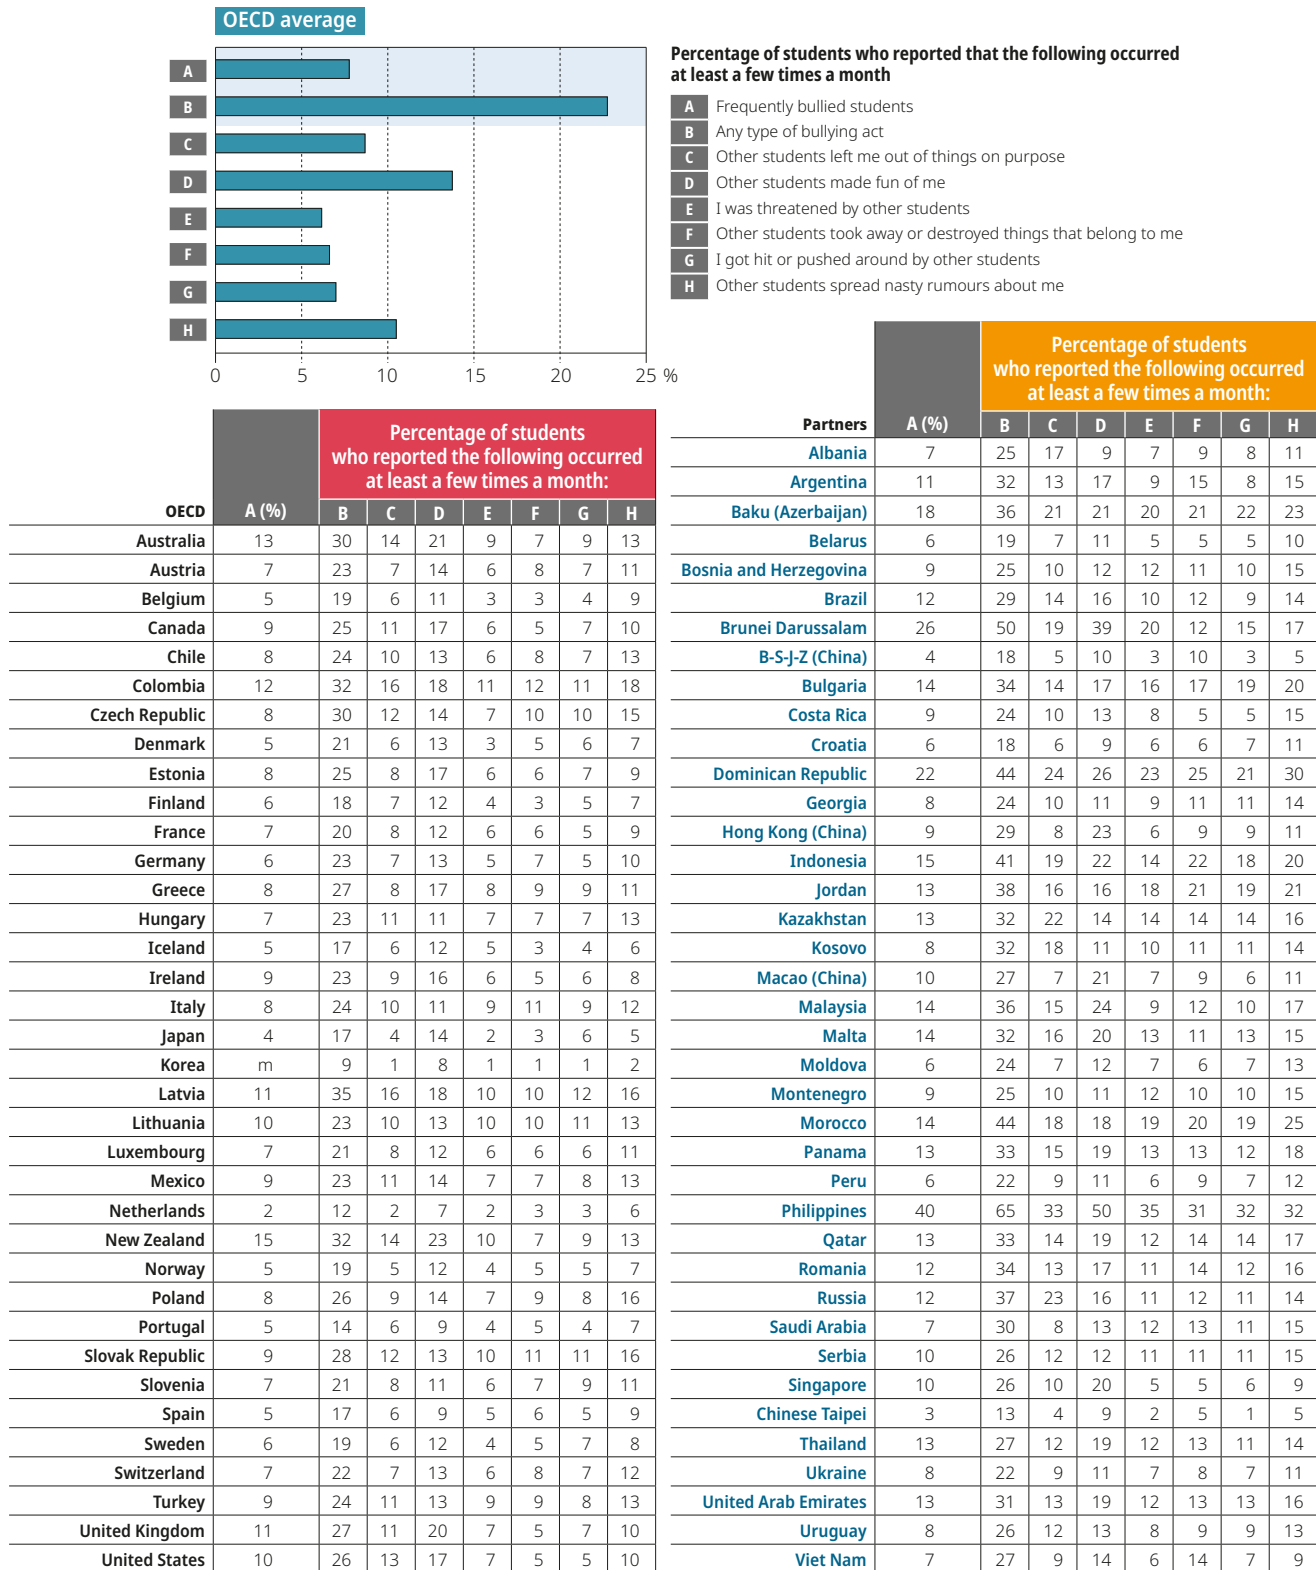 OECD average
A
B
C
D
E
F
G
H
0 5 10 15 20 25 %
Percentage of students who reported that the following occurred
at least a few times a month
A Frequently bullied students
B Any type of bullying act
C Other students left me out of things on purpose
D Other students made fun of me
E I was threatened by other students
F Other students took away or destroyed things that belong to me
G I got hit or pushed around by other students
H Other students spread nasty rumours about me
Percentage of students
who reported the following occurred
at least a few times a month:
OECD A (%) B C D E F G H
Australia 13 30 14 21 9 7 9 13
Austria 7 23 7 14 6 8 7 11
Belgium 5 19 6 11 3 3 4 9
Canada 9 25 11 17 6 5 7 10
Chile 8 24 10 13 6 8 7 13
Colombia 12 32 16 18 11 12 11 18
Czech Republic 8 30 12 14 7 10 10 15
Denmark 5 21 6 13 3 5 6 7
Estonia 8 25 8 17 6 6 7 9
Finland 6 18 7 12 4 3 5 7
France 7 20 8 12 6 6 5 9
Germany 6 23 7 13 5 7 5 10
Greece 8 27 8 17 8 9 9 11
Hungary 7 23 11 11 7 7 7 13
Iceland 5 17 6 12 5 3 4 6
Ireland 9 23 9 16 6 5 6 8
Italy 8 24 10 11 9 11 9 12
Japan 4 17 4 14 2 3 6 5
Korea m 9 1 8 1 1 1 2
Latvia 11 35 16 18 10 10 12 16
Lithuania 10 23 10 13 10 10 11 13
Luxembourg 7 21 8 12 6 6 6 11
Mexico 9 23 11 14 7 7 8 13
Netherlands 2 12 2 7 2 3 3 6
New Zealand 15 32 14 23 10 7 9 13
Norway 5 19 5 12 4 5 5 7
Poland 8 26 9 14 7 9 8 16
Portugal 5 14 6 9 4 5 4 7
Slovak Republic 9 28 12 13 10 11 11 16
Slovenia 7 21 8 11 6 7 9 11
Spain 5 17 6 9 5 6 5 9
Sweden 6 19 6 12 4 5 7 8
Switzerland 7 22 7 13 6 8 7 12
Turkey 9 24 11 13 9 9 8 13
United Kingdom 11 27 11 20 7 5 7 10
United States 10 26 13 17 7 5 5 10
Percentage of students
who reported the following occurred
at least a few times a month:
Partners A (%) B C D E F G H
Albania 7 25 17 9 7 9 8 11
Argentina 11 32 13 17 9 15 8 15
Baku (Azerbaijan) 18 36 21 21 20 21 22 23
Belarus 6 19 7 11 5 5 5 10
Bosnia and Herzegovina 9 25 10 12 12 11 10 15
Brazil 12 29 14 16 10 12 9 14
Brunei Darussalam 26 50 19 39 20 12 15 17
B-S-J-Z (China) 4 18 5 10 3 10 3 5
Bulgaria 14 34 14 17 16 17 19 20
Costa Rica 9 24 10 13 8 5 5 15
Croatia 6 18 6 9 6 6 7 11
Dominican Republic 22 44 24 26 23 25 21 30
Georgia 8 24 10 11 9 11 11 14
Hong Kong (China) 9 29 8 23 6 9 9 11
Indonesia 15 41 19 22 14 22 18 20
Jordan 13 38 16 16 18 21 19 21
Kazakhstan 13 32 22 14 14 14 14 16
Kosovo 8 32 18 11 10 11 11 14
Macao (China) 10 27 7 21 7 9 6 11
Malaysia 14 36 15 24 9 12 10 17
Malta 14 32 16 20 13 11 13 15
Moldova 6 24 7 12 7 6 7 13
Montenegro 9 25 10 11 12 10 10 15
Morocco 14 44 18 18 19 20 19 25
Panama 13 33 15 19 13 13 12 18
Peru 6 22 9 11 6 9 7 12
Philippines 40 65 33 50 35 31 32 32
Qatar 13 33 14 19 12 14 14 17
Romania 12 34 13 17 11 14 12 16
Russia 12 37 23 16 11 12 11 14
Saudi Arabia 7 30 8 13 12 13 11 15
Serbia 10 26 12 12 11 11 11 15
Singapore 10 26 10 20 5 5 6 9
Chinese Taipei 3 13 4 9 2 5 1 5
Thailand 13 27 12 19 12 13 11 14
Ukraine 8 22 9 11 7 8 7 11
United Arab Emirates 13 31 13 19 12 13 13 16
Uruguay 8 26 12 13 8 9 9 13
Viet Nam 7 27 9 14 6 14 7 9